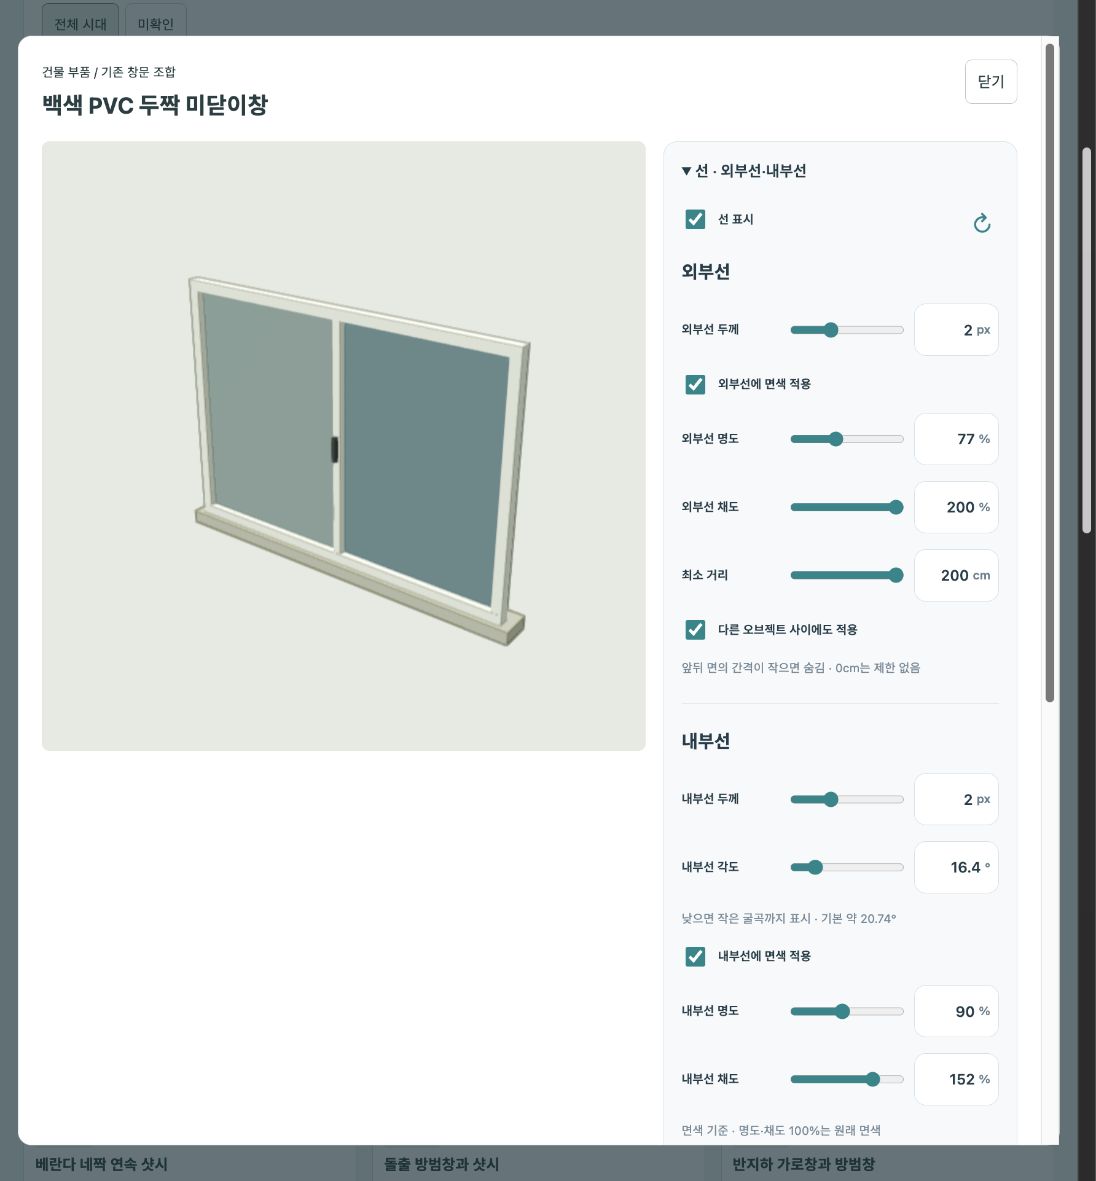 전체 시대
미확인
건물 부품 / 기존 창문 조합
닫기
백색 PVC 두짝 미닫이창
▼ 선 · 외부선·내부선
선 표시
외부선
외부선 두께
2 px
외부선에 면색 적용
외부선 명도
77 %
외부선 채도
200 %
최소 거리
200 cm
다른 오브젝트 사이에도 적용
앞뒤 면의 간격이 작으면 숨김 · 0cm는 제한 없음
내부선
내부선 두께
2 px
내부선 각도
16.4 °
낮으면 작은 굴곡까지 표시 · 기본 약 20.74°
내부선에 면색 적용
내부선 명도
90 %
내부선 채도
152 %
면색 기준 · 명도·채도 100%는 원래 면색
베란다 네짝 연속 샷시
돌출 방범창과 샷시
반지하 가로창과 방범창